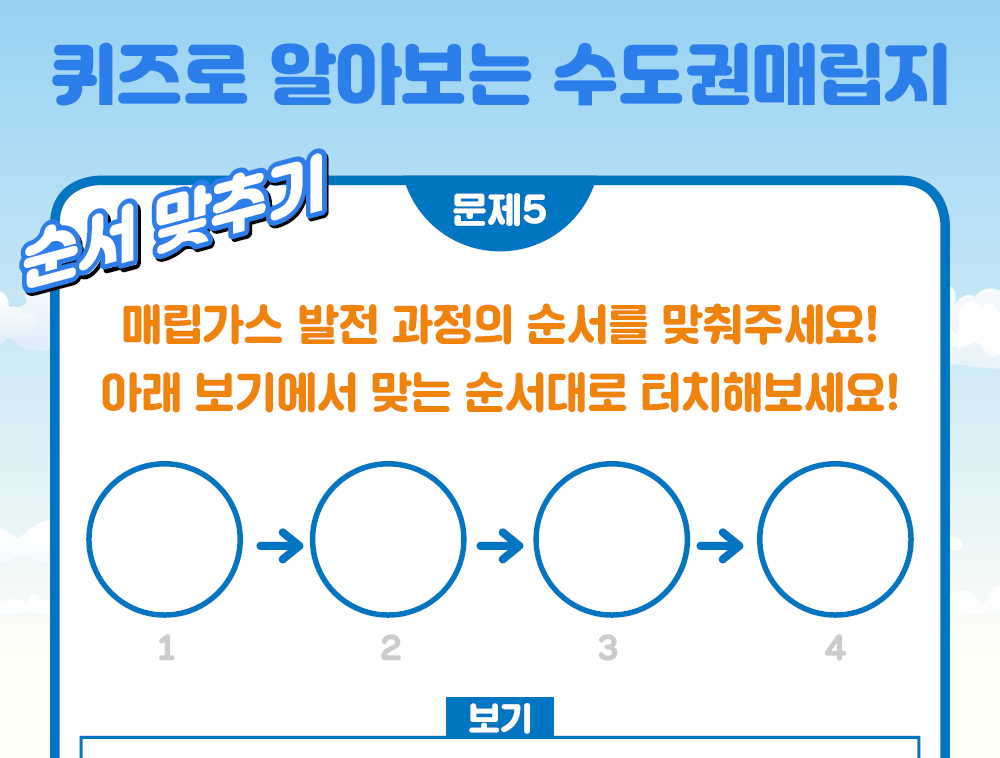 퀴즈로 알아보는 수도권매립지
순서 맞추기
문제5
매립가스 발전 과정의 순서를 맞춰주세요!
아래 보기에서 맞는 순서대로 터치해보세요!
1
2
3
4
보기